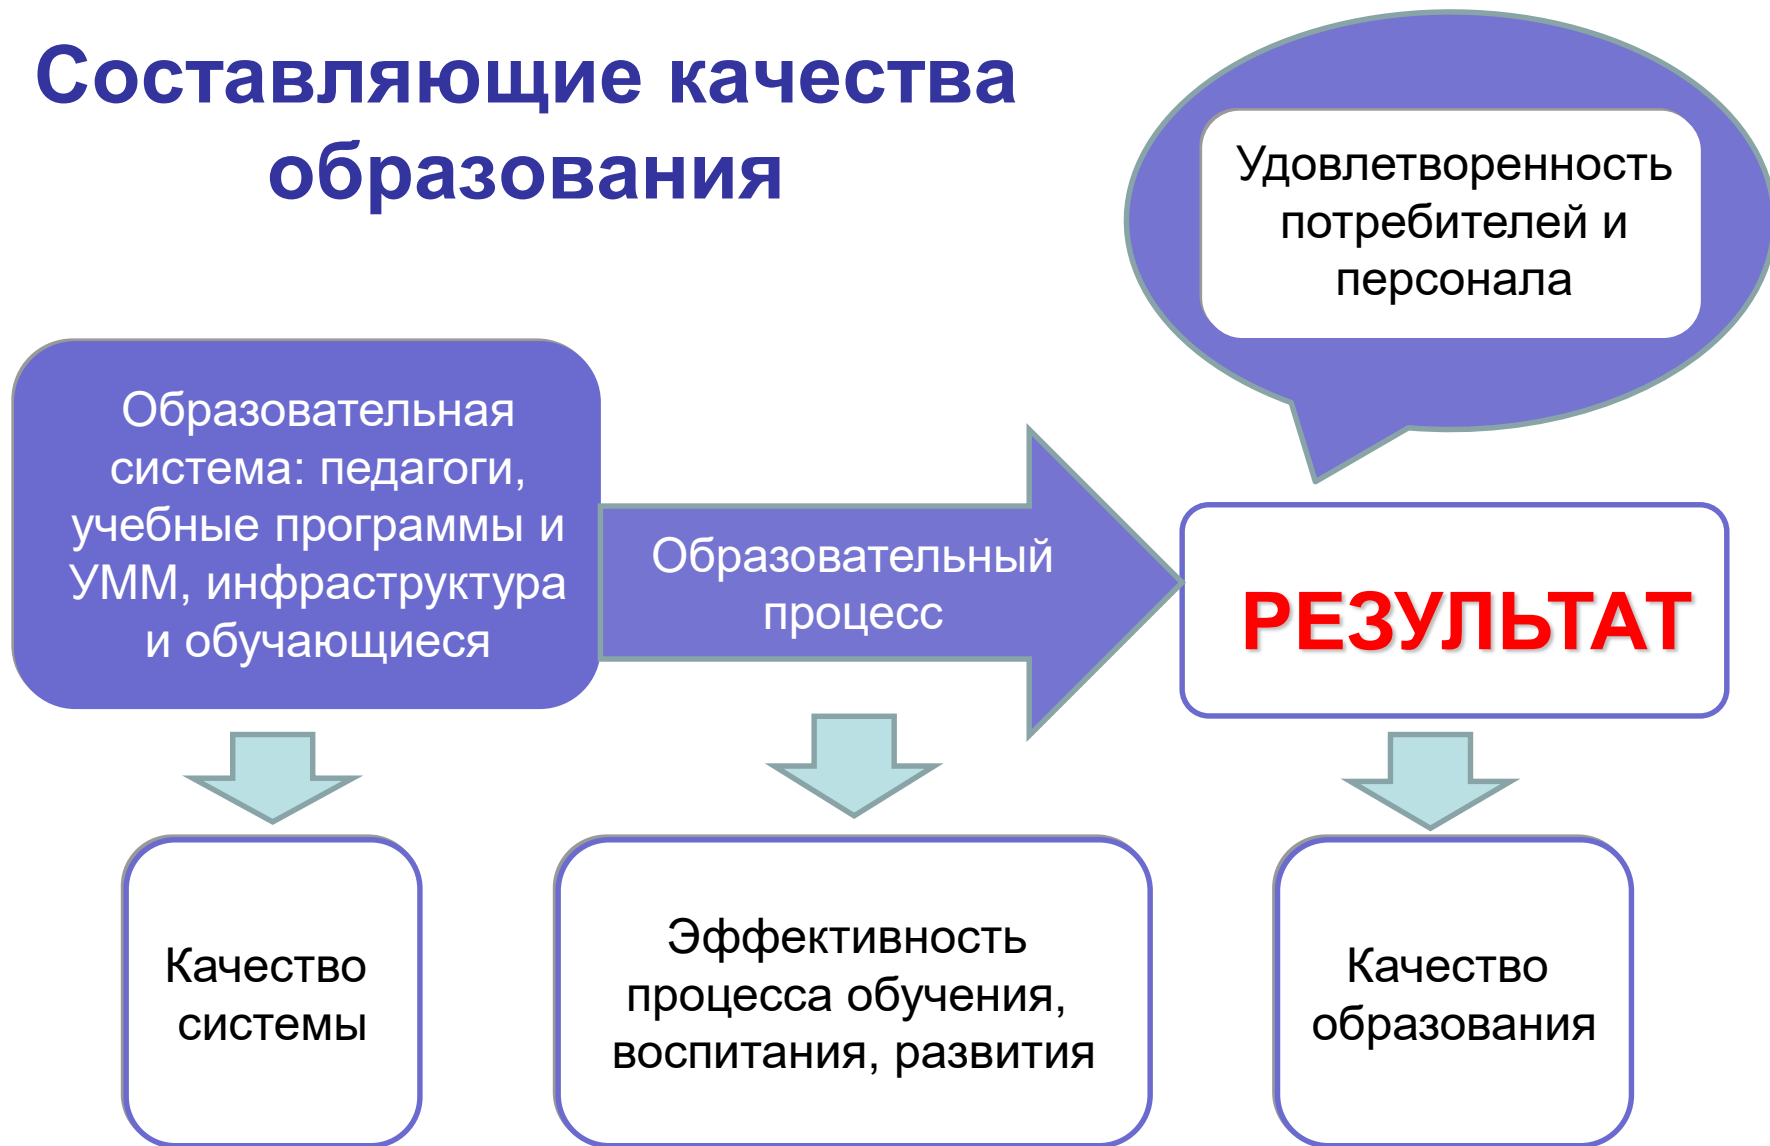 Составляющие качества
образования
Удовлетворенность
потребителей и
персонала
Образовательная
система: педагоги,
учебные программы и
УММ, инфраструктура
и обучающиеся
Образовательный
процесс
РЕЗУЛЬТАТ
Качество
системы
Эффективность
процесса обучения,
воспитания, развития
Качество
образования